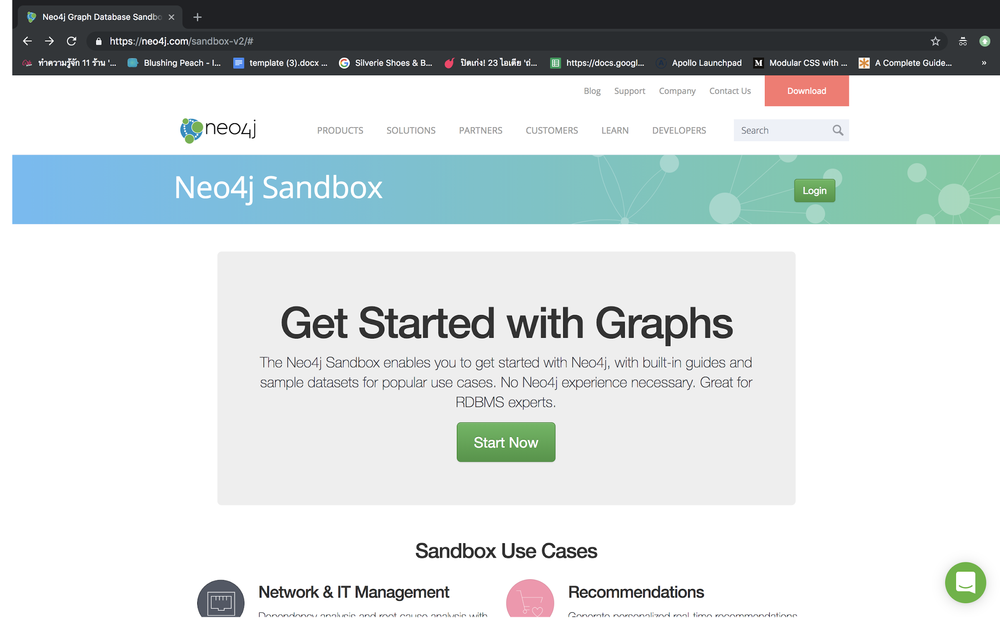 Neo4j Graph Database Sandbo
https://neo4j.com/sandbox-v2/#
ทำความรู้จัก 11 ร้าน '... Blushing Peach - I... template (3).docx ... Silverie Shoes & B... ปิดเก่ง! 23 ไอเดีย 'ถ่... https://docs.googl... Apollo Launchpad M Modular CSS with ... A Complete Guide... »
Blog Support Company Contact Us Download
neo4j PRODUCTS SOLUTIONS PARTNERS CUSTOMERS LEARN DEVELOPERS Search
Neo4j Sandbox Login
Get Started with Graphs
The Neo4j Sandbox enables you to get started with Neo4j, with built-in guides and
sample datasets for popular use cases. No Neo4j experience necessary. Great for
RDBMS experts.
Start Now
Sandbox Use Cases
Network & IT Management Recommendations
Dependency analysis and root cause analysis with Generate personalized real-time recommendations